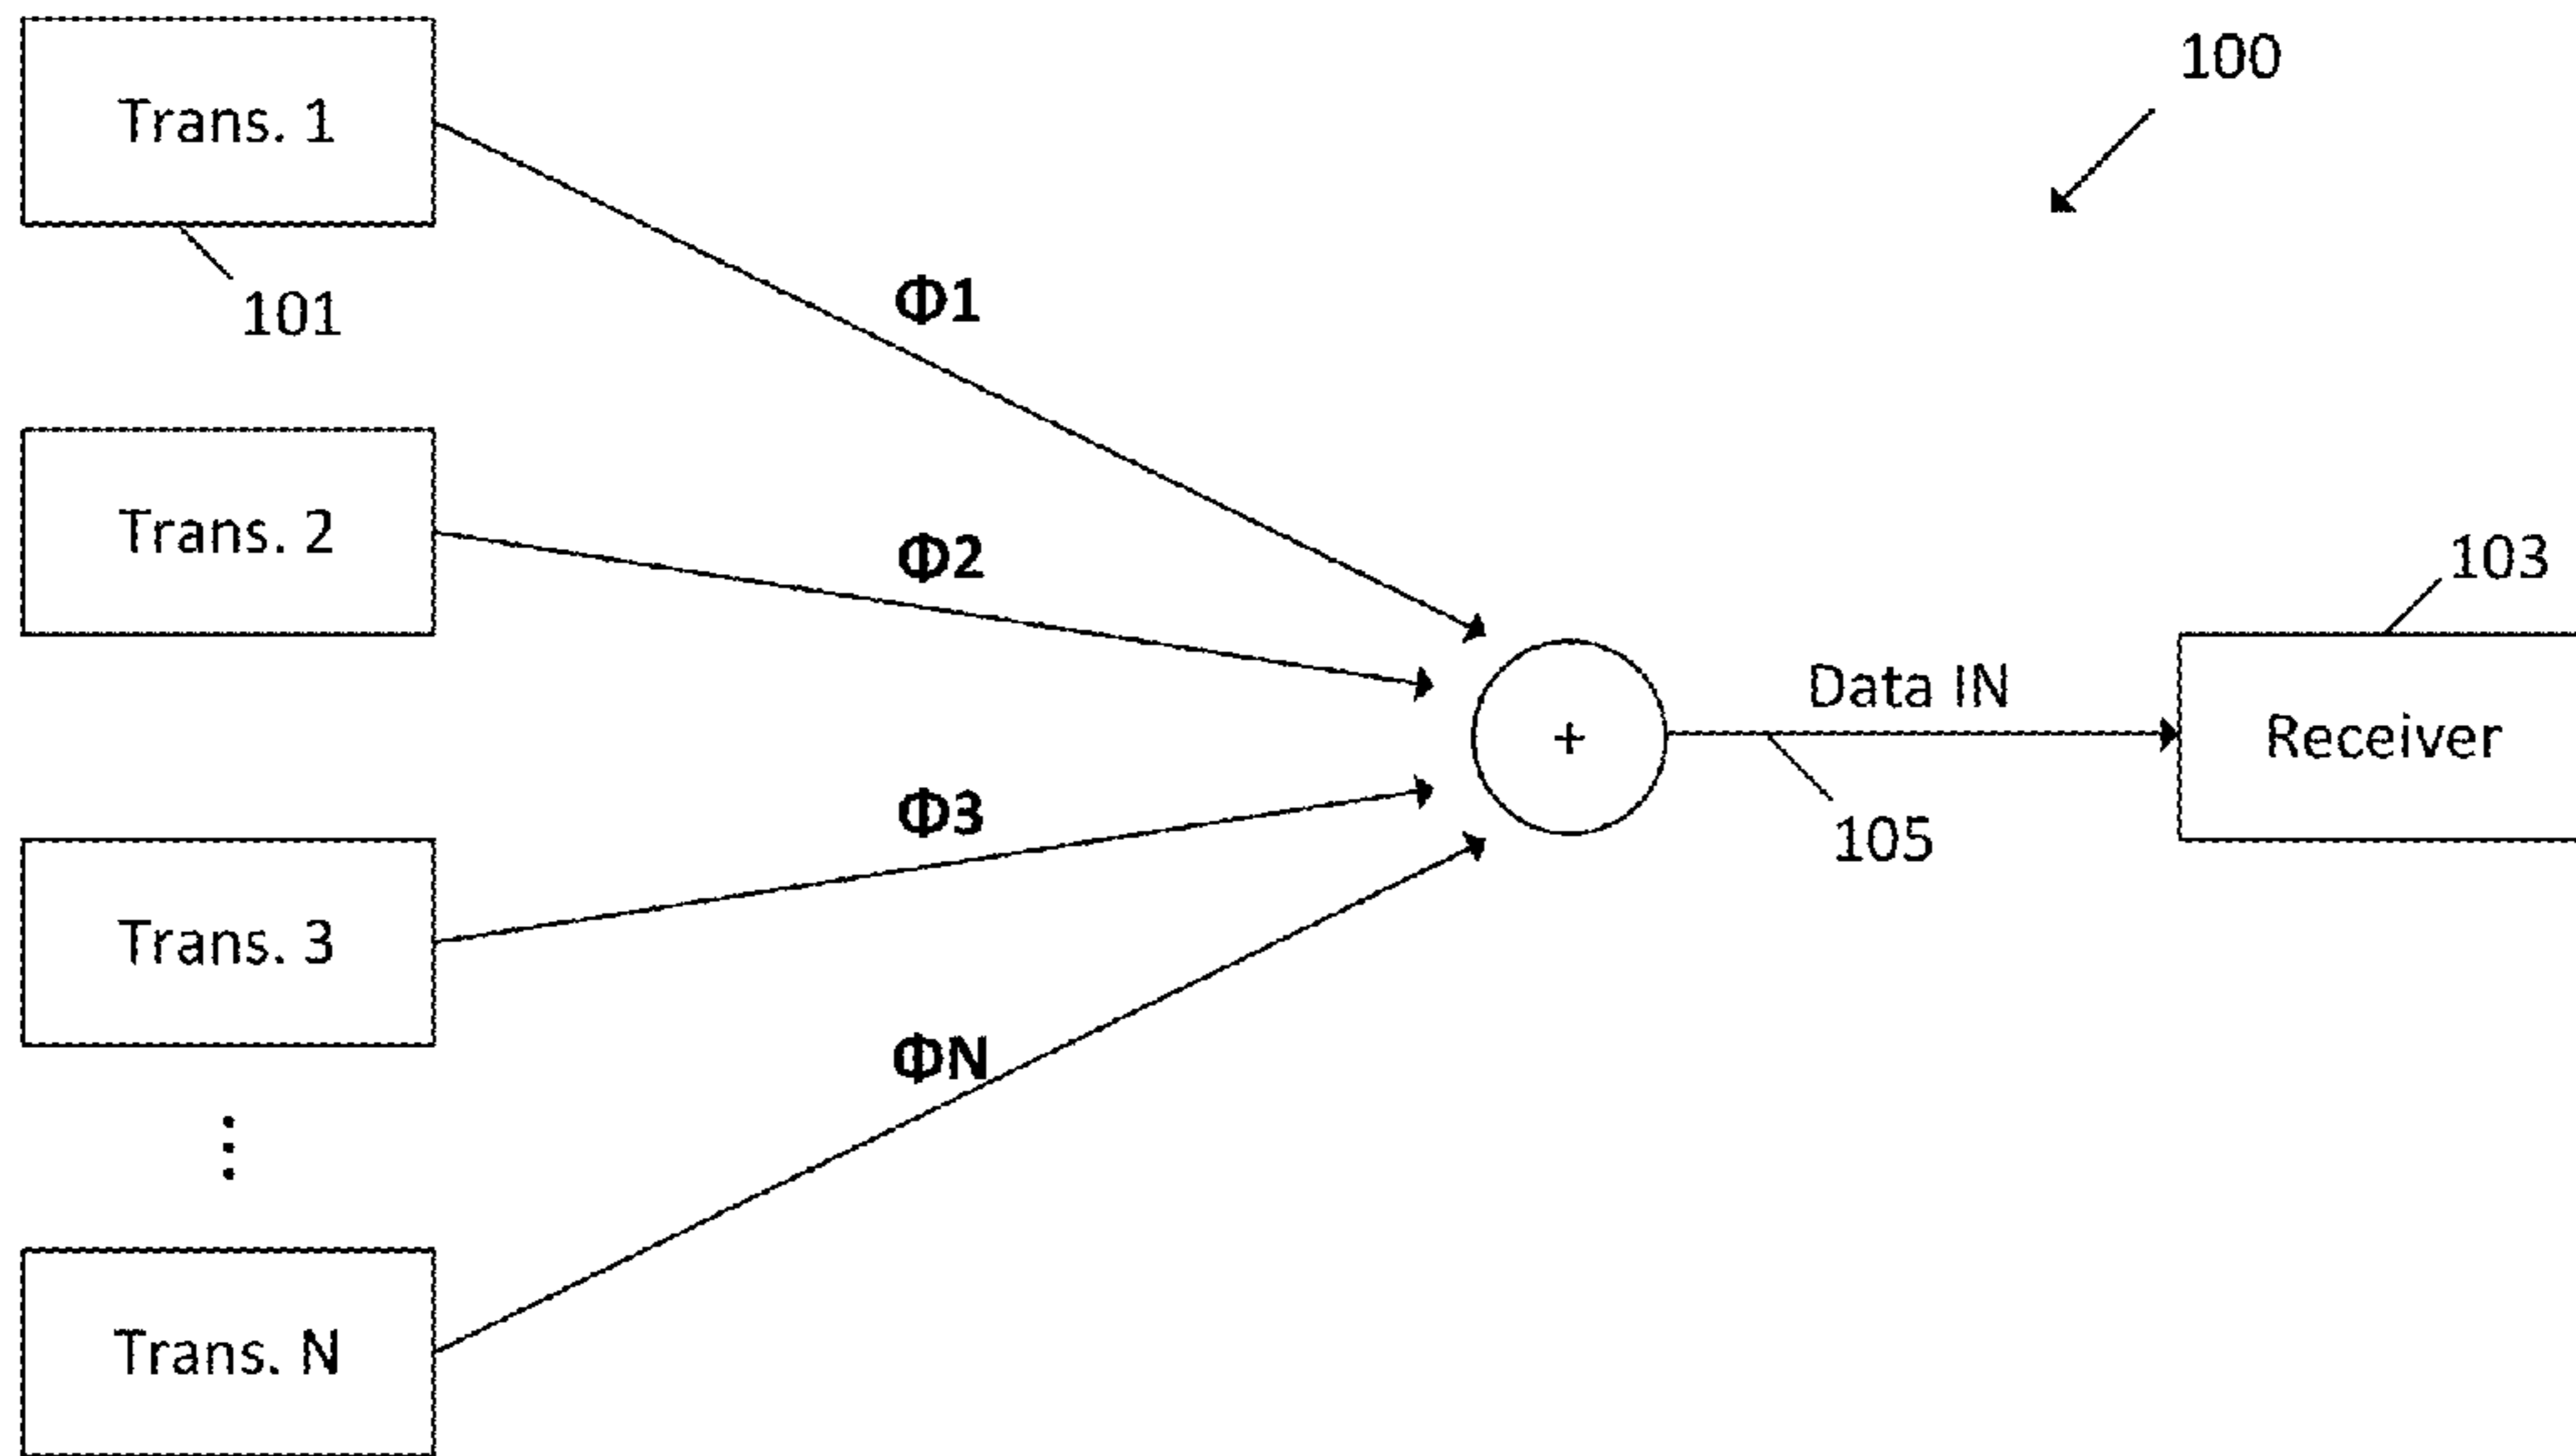 Trans. 1
100
101
Φ1
Trans. 2
Φ2
103
Data IN
Receiver
+
105
Φ3
Trans. 3
ΦN
⋮
Trans. N